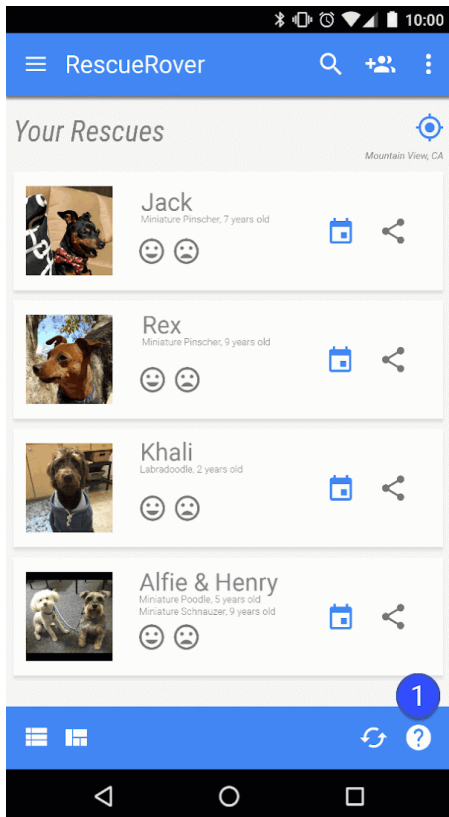 10:00
RescueRover
Your Rescues
Mountain View, CA
Jack
Miniature Pinscher, 7 years old
Rex
Miniature Pinscher, 9 years old
Khali
Labradoodle, 2 years old
Alfie & Henry
Miniature Poodle, 5 years old
Miniature Schnauzer, 9 years old
1